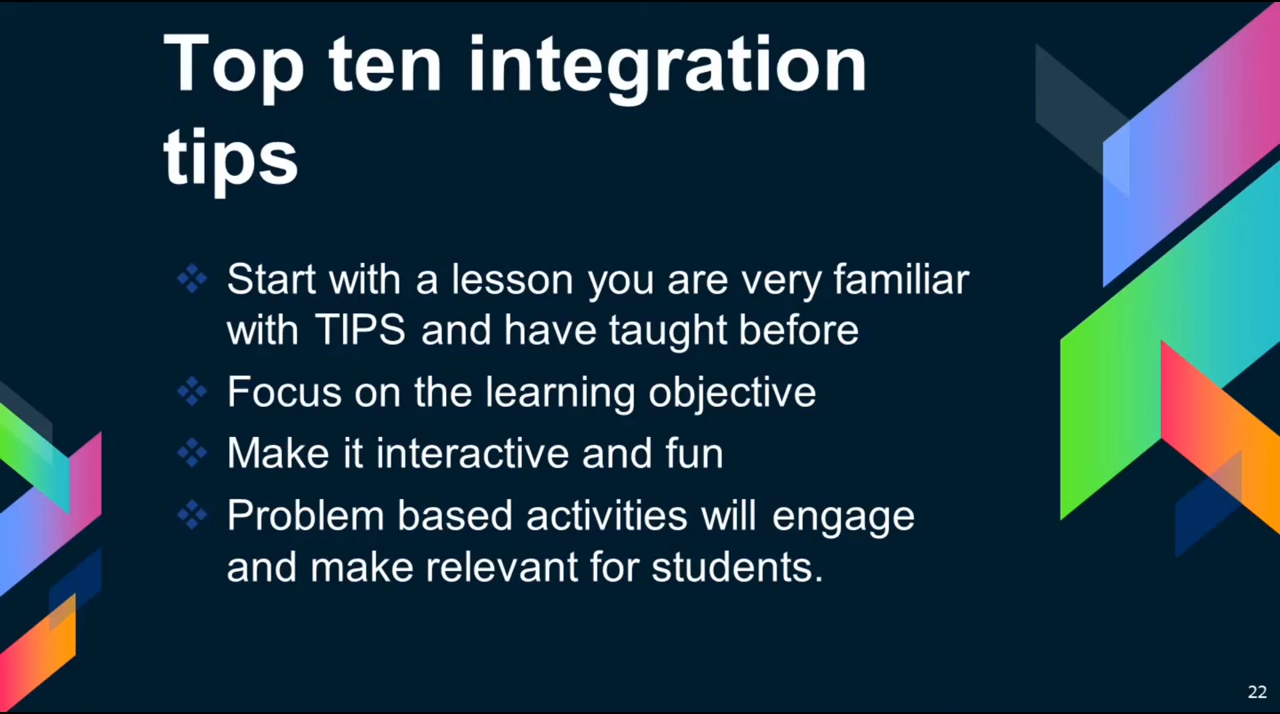 Top ten integration
tips
Start with a lesson you are very familiar
with TIPS and have taught before
Focus on the learning objective
Make it interactive and fun
Problem based activities will engage
and make relevant for students.
22